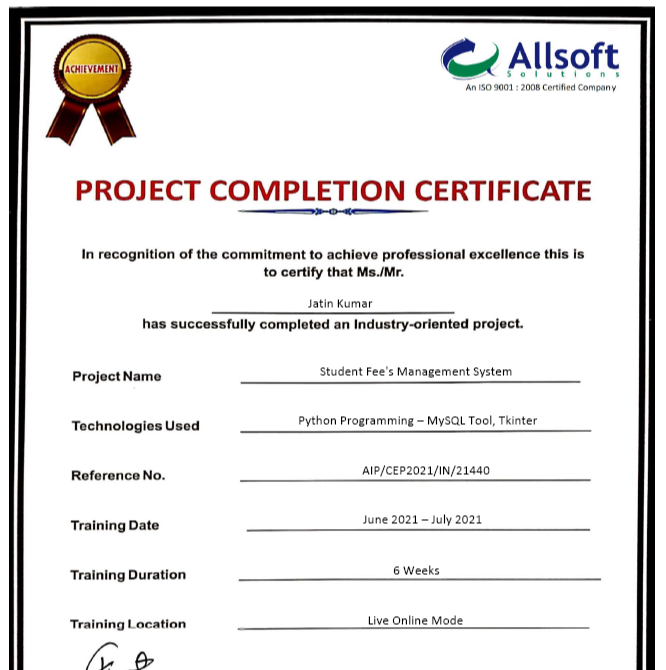 ACHIEVEMENT
Allsoft
Solutions
An ISO 9001 : 2008 Certified Company
PROJECT COMPLETION CERTIFICATE
In recognition of the commitment to achieve professional excellence this is
to certify that Ms./Mr.
Jatin Kumar
has successfully completed an Industry-oriented project.
Project Name Student Fee's Management System
Technologies Used Python Programming – MySQL Tool, Tkinter
Reference No. AIP/CEP2021/IN/21440
Training Date June 2021 – July 2021
Training Duration 6 Weeks
Training Location Live Online Mode